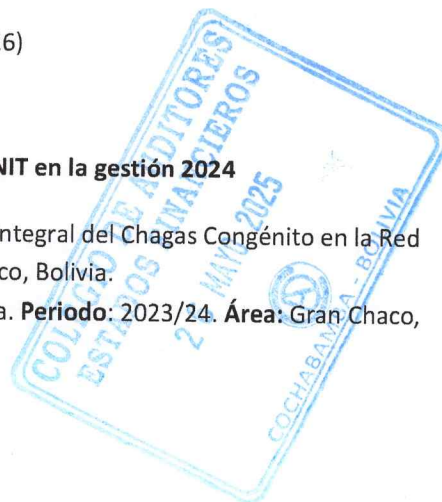 6)
NIT en la gestión 2024
ntegral del Chagas Congénito en la Red
co, Bolivia.
a. Periodo: 2023/24. Área: Gran Chaco,
COLEGIO DE AUDITORES
ESTADOS FINANCIEROS
MAYO 2025
COCHABAMBA - BOLIVIA